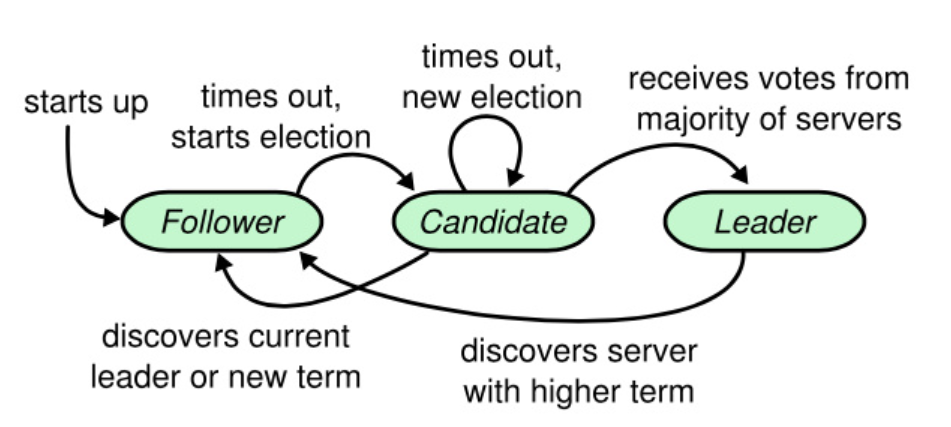 starts up
times out,
starts election
times out,
new election
receives votes from
majority of servers
Follower
Candidate
Leader
discovers current
leader or new term
discovers server
with higher term